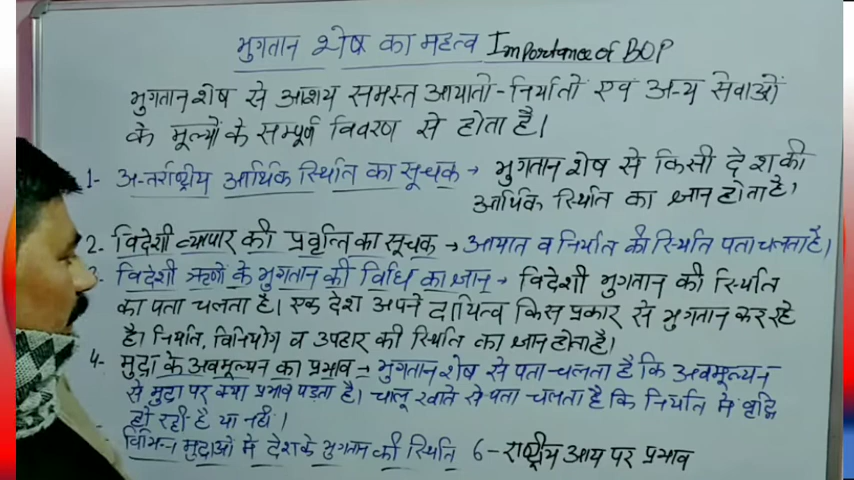 भुगतान शेष का महत्व Importance of BOP
भुगतान शेष से आशय समस्त आयातो-निर्यातो एवं अन्य सेवाओं
के मूल्यों के सम्पूर्ण विवरण से होता है।
1- अन्तर्राष्ट्रीय आर्थिक स्थिति का सूचक → भुगतान शेष से किसी देश की
आर्थिक स्थिति का ज्ञान होता है।
2. विदेशी व्यापार की प्रवृत्ति का सूचक → आयात व निर्यात की स्थिति पता चलता है।
3. विदेशी ऋणो के भुगतान की विधि का ज्ञान → विदेशी भुगतान की स्थिति
का पता चलता है। एक देश अपने दायित्व किस प्रकार से भुगतान कर रहे
है। निर्यात, विनियोग व उपहार की स्थिति का ज्ञान होता है।
4- मुद्रा के अवमूल्यन का प्रभाव → भुगतान शेष से पता चलता है कि अवमूल्यन
से मुद्रा पर क्या प्रभाव पड़ता है। चालू खाते से पता चलता है कि निर्यात मे वृद्धि
हो रही है या नही।
विभिन्न मुद्राओ मे देश के भुगतान की स्थिति 6- राष्ट्रीय आय पर प्रभाव